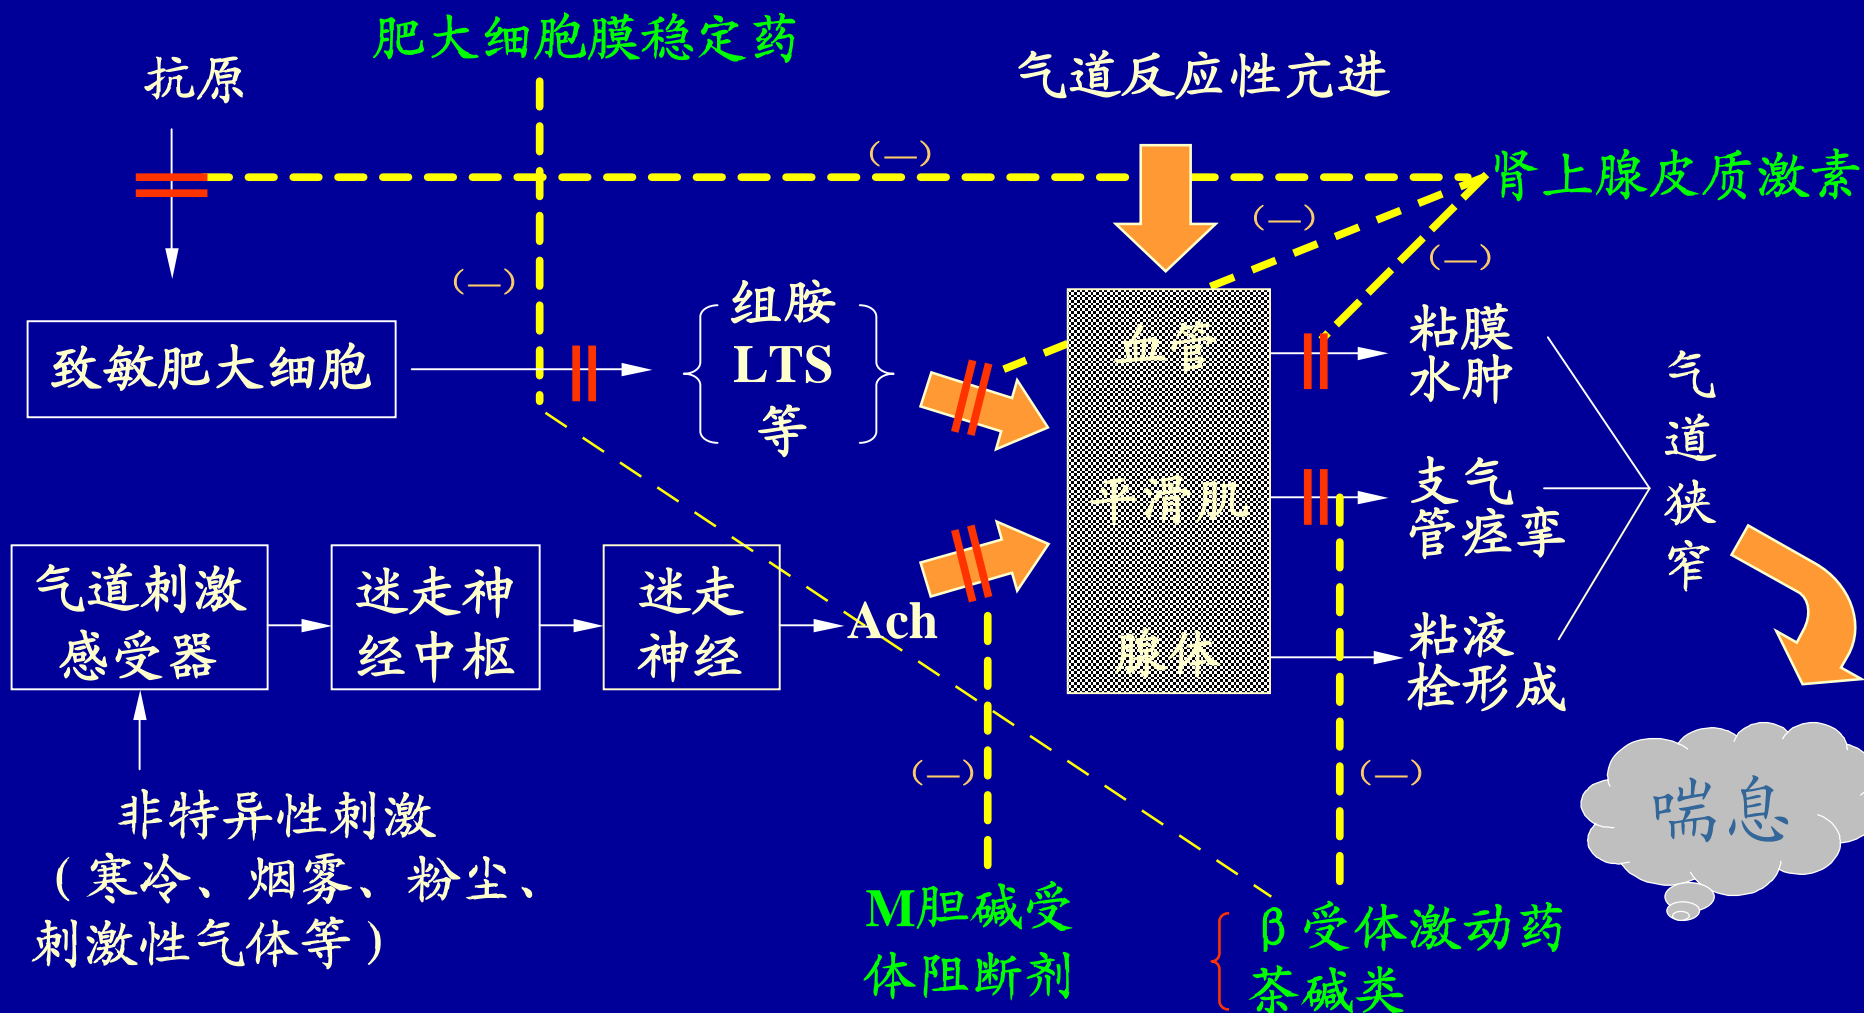 肥大细胞膜稳定药
抗原
气道反应性亢进
(—)
肾上腺皮质激素
(—)
(—)
(—)
组胺
LTS
等
致敏肥大细胞
血管
粘膜
水肿
气
道
狭
窄
平滑肌
支气
管痉挛
气道刺激
感受器
迷走神
经中枢
迷走
神经
Ach
腺体
粘液
栓形成
(—)
(—)
喘息
非特异性刺激
(寒冷、烟雾、粉尘、
刺激性气体等)
M胆碱受
体阻断剂
β受体激动药
茶碱类